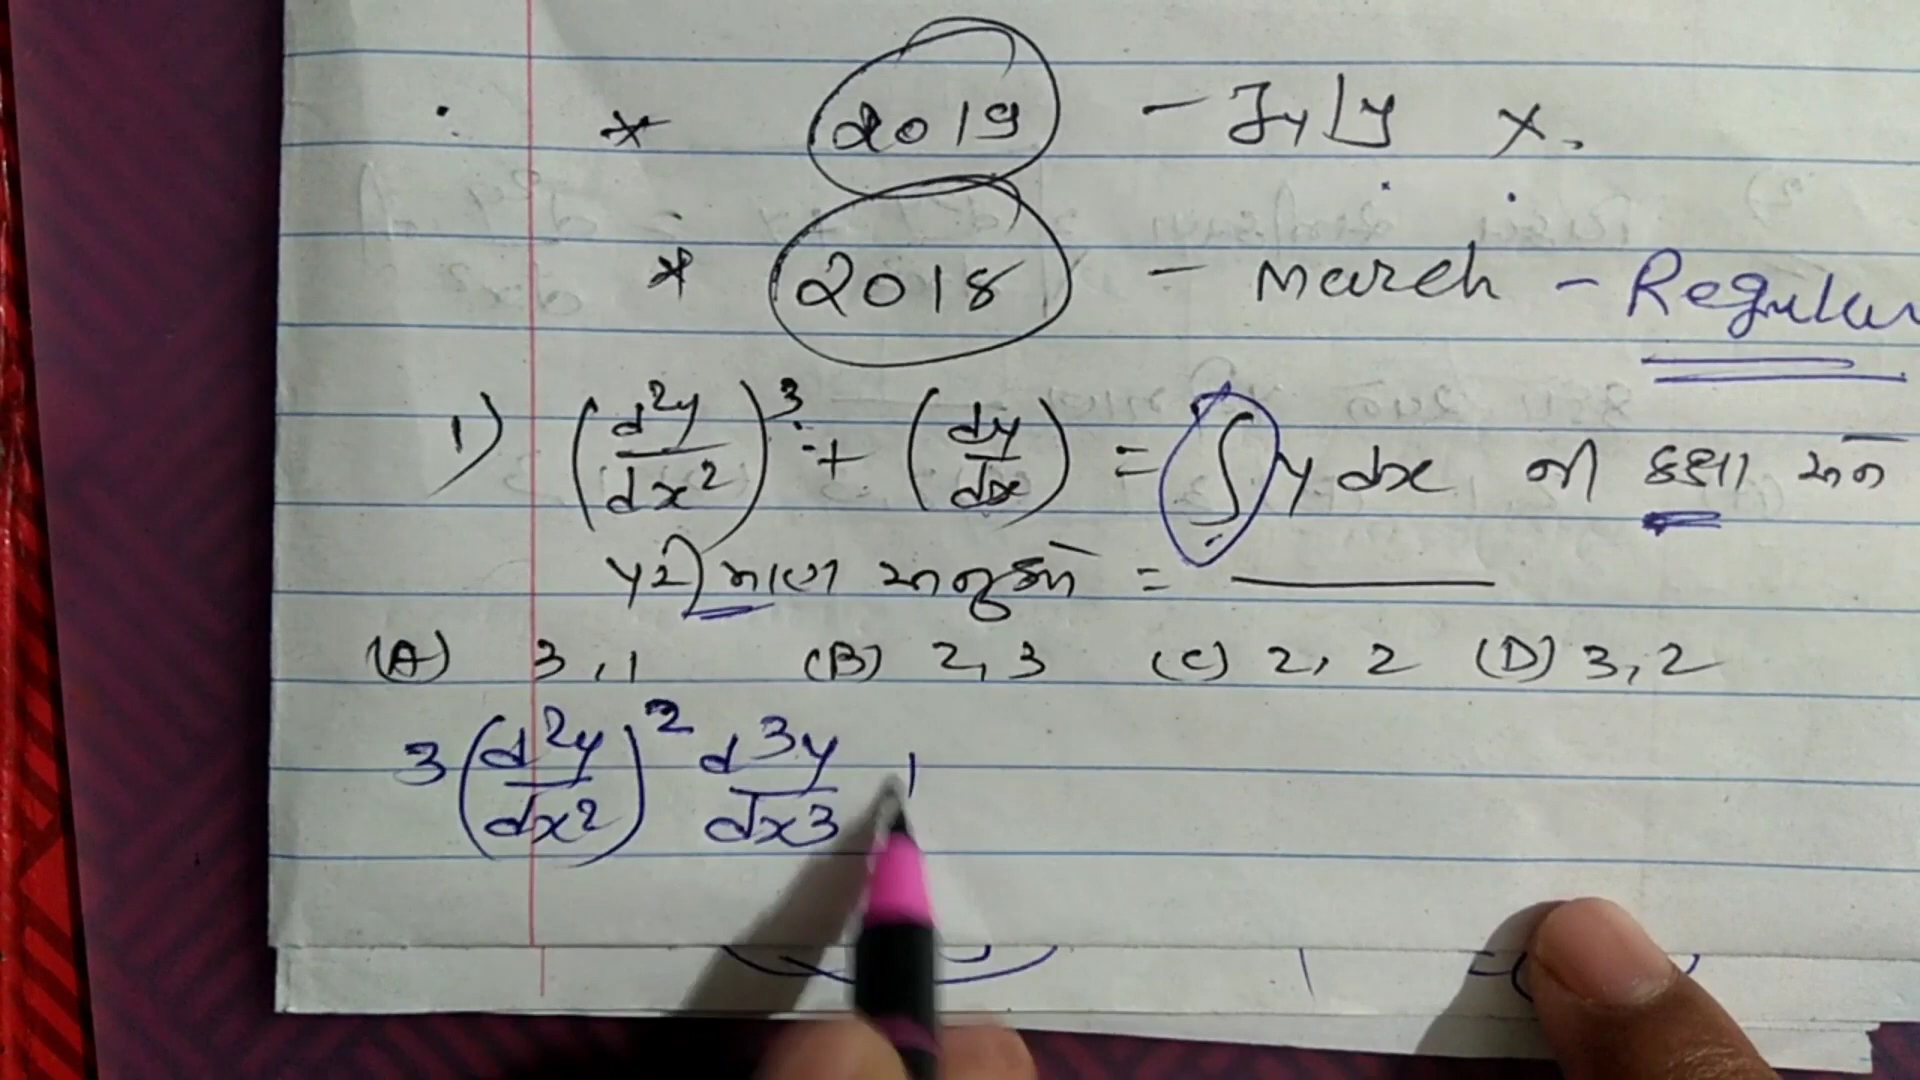 * 2019 - July x.
* 2018 - march - Regular
1) (d²y/dx²)³ + (dy/dx) = ∫ y dx ની કક્ષા અને
પરિમાણ અનુક્રમે = ______
(A) 3,1 (B) 2,3 (C) 2,2 (D) 3,2
3(d²y/dx²)² d³y/dx³